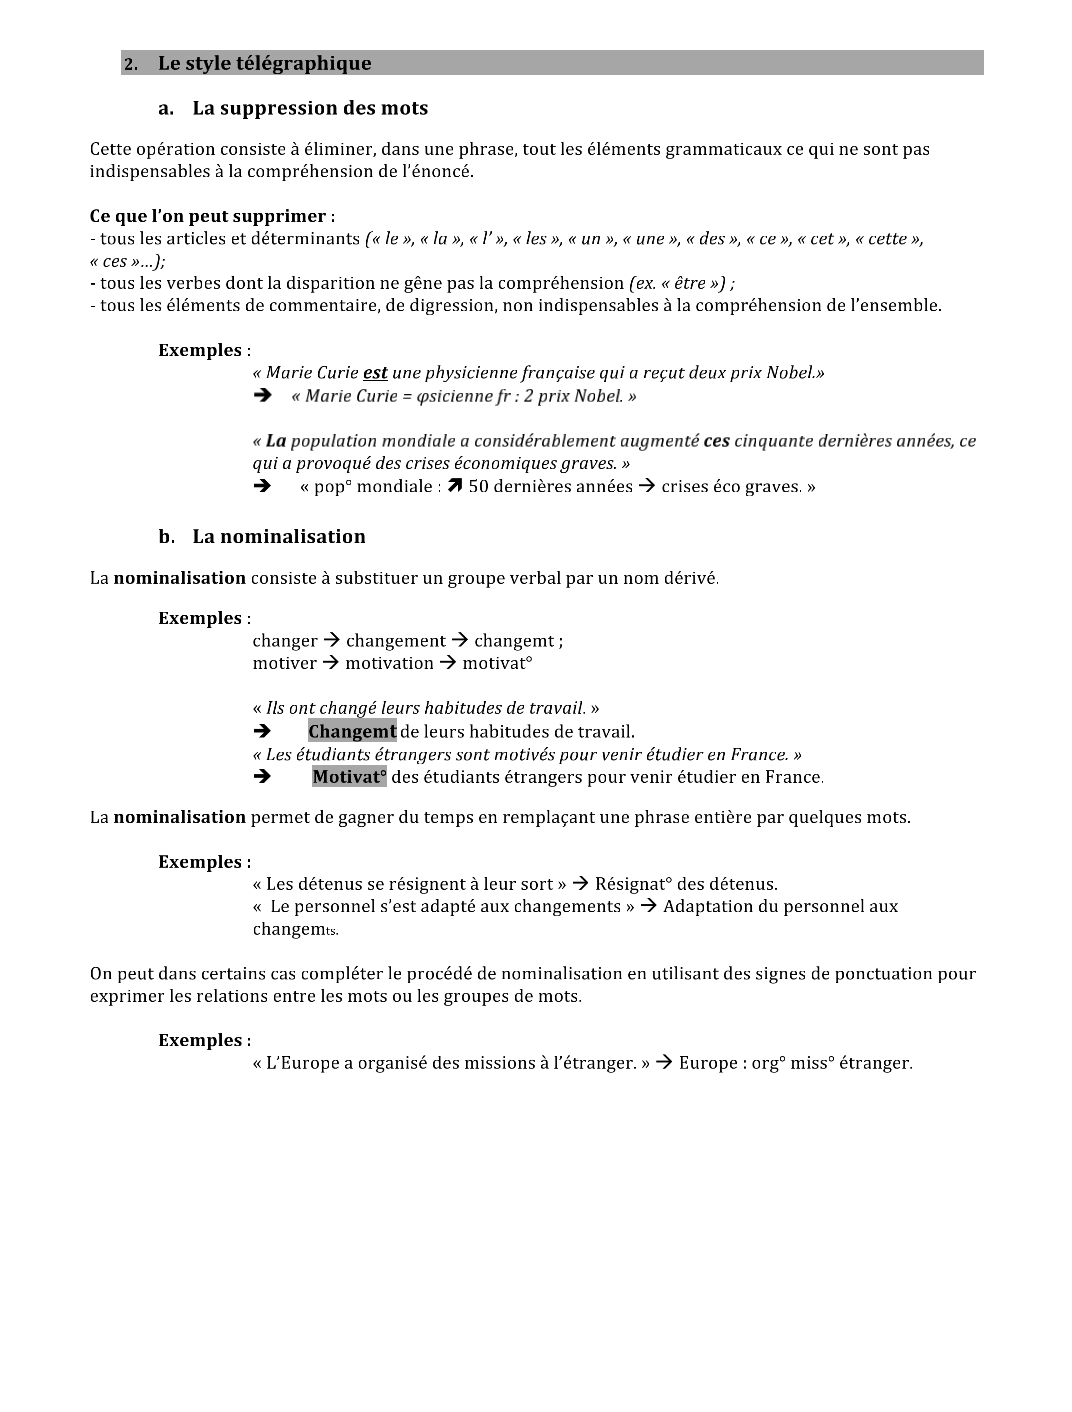 2. Le style télégraphique
a. La suppression des mots
Cette opération consiste à éliminer, dans une phrase, tout les éléments grammaticaux ce qui ne sont pas
indispensables à la compréhension de l’énoncé.
Ce que l’on peut supprimer :
- tous les articles et déterminants (« le », « la », « l’ », « les », « un », « une », « des », « ce », « cet », « cette »,
« ces »…);
- tous les verbes dont la disparition ne gêne pas la compréhension (ex. « être ») ;
- tous les éléments de commentaire, de digression, non indispensables à la compréhension de l’ensemble.
Exemples :
« Marie Curie est une physicienne française qui a reçut deux prix Nobel.»
➔ « Marie Curie = φsicienne fr : 2 prix Nobel. »
« La population mondiale a considérablement augmenté ces cinquante dernières années, ce
qui a provoqué des crises économiques graves. »
➔ « pop° mondiale : ↗ 50 dernières années → crises éco graves. »
b. La nominalisation
La nominalisation consiste à substituer un groupe verbal par un nom dérivé.
Exemples :
changer → changement → changemt ;
motiver → motivation → motivat°
« Ils ont changé leurs habitudes de travail. »
➔ Changemt de leurs habitudes de travail.
« Les étudiants étrangers sont motivés pour venir étudier en France. »
➔ Motivat° des étudiants étrangers pour venir étudier en France.
La nominalisation permet de gagner du temps en remplaçant une phrase entière par quelques mots.
Exemples :
« Les détenus se résignent à leur sort » → Résignat° des détenus.
« Le personnel s’est adapté aux changements » → Adaptation du personnel aux
changemts.
On peut dans certains cas compléter le procédé de nominalisation en utilisant des signes de ponctuation pour
exprimer les relations entre les mots ou les groupes de mots.
Exemples :
« L’Europe a organisé des missions à l’étranger. » → Europe : org° miss° étranger.